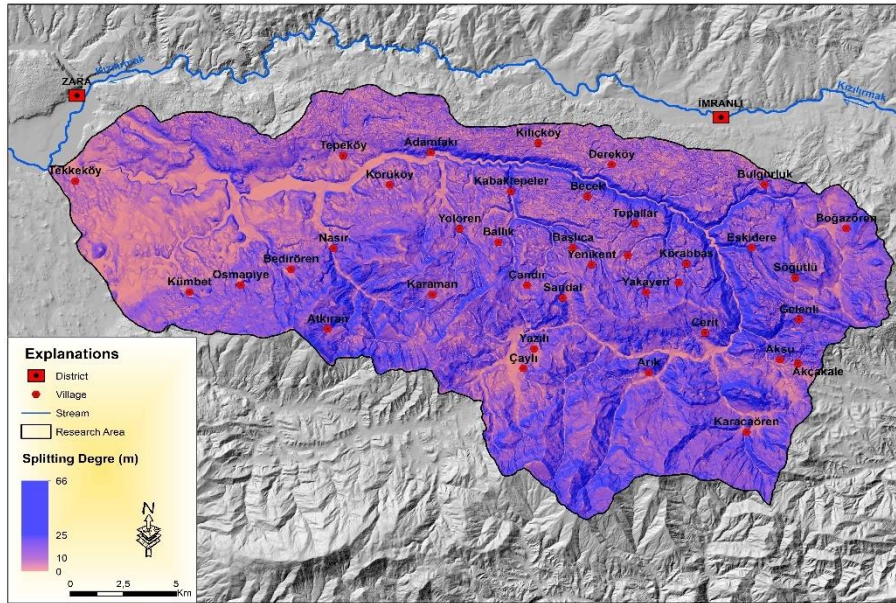 Kızılırmak
ZARA
İMRANLI
Kızılırmak
Kılıçköy
Tepeköy
Adamfakı
Dereköy
Tekkeköy
Koruköy
Kabaktepeler
Becek
Bulgurluk
Yolören
Topallar
Boğazören
Nasır
Ballık
Başlıca
Eskidere
Bedirören
Yenikent
Körabbas
Söğütlü
Kümbet
Osmaniye
Karaman
Çandır
Sandal
Yakayeri
Gelenli
Atkıran
Cerit
Yazılı
Çaylı
Arık
Aksu
Akçakale
Karacaören
Explanations
District
Village
Stream
Research Area
Splitting Degre (m)
66
25
10
0
N
0 2,5 5
Km